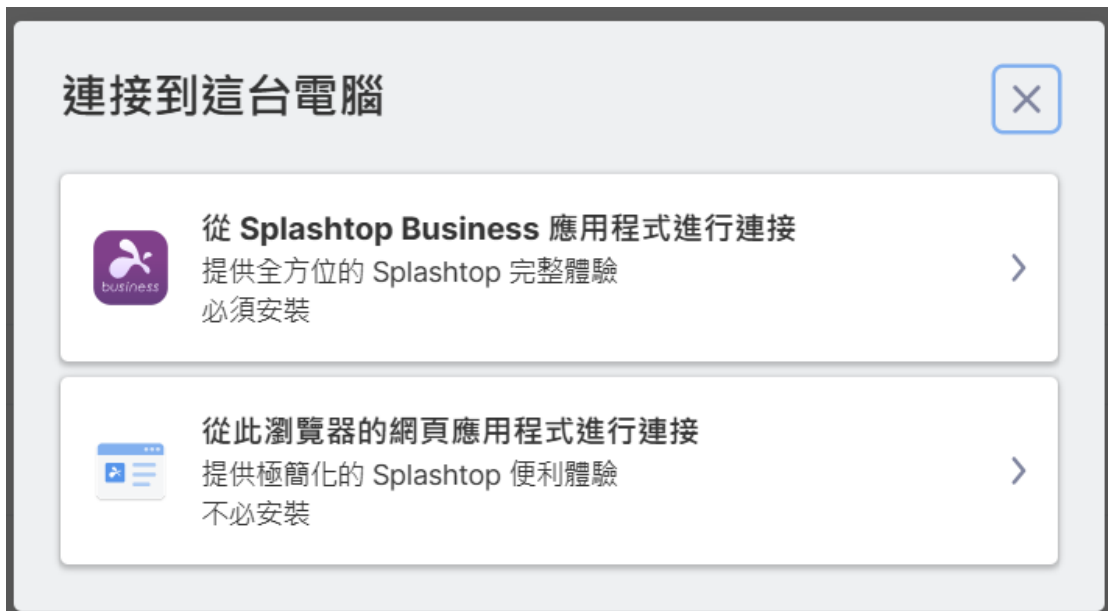 連接到這台電腦
從 Splashtop Business 應用程式進行連接
提供全方位的 Splashtop 完整體驗
必須安裝
business
從此瀏覽器的網頁應用程式進行連接
提供極簡化的 Splashtop 便利體驗
不必安裝